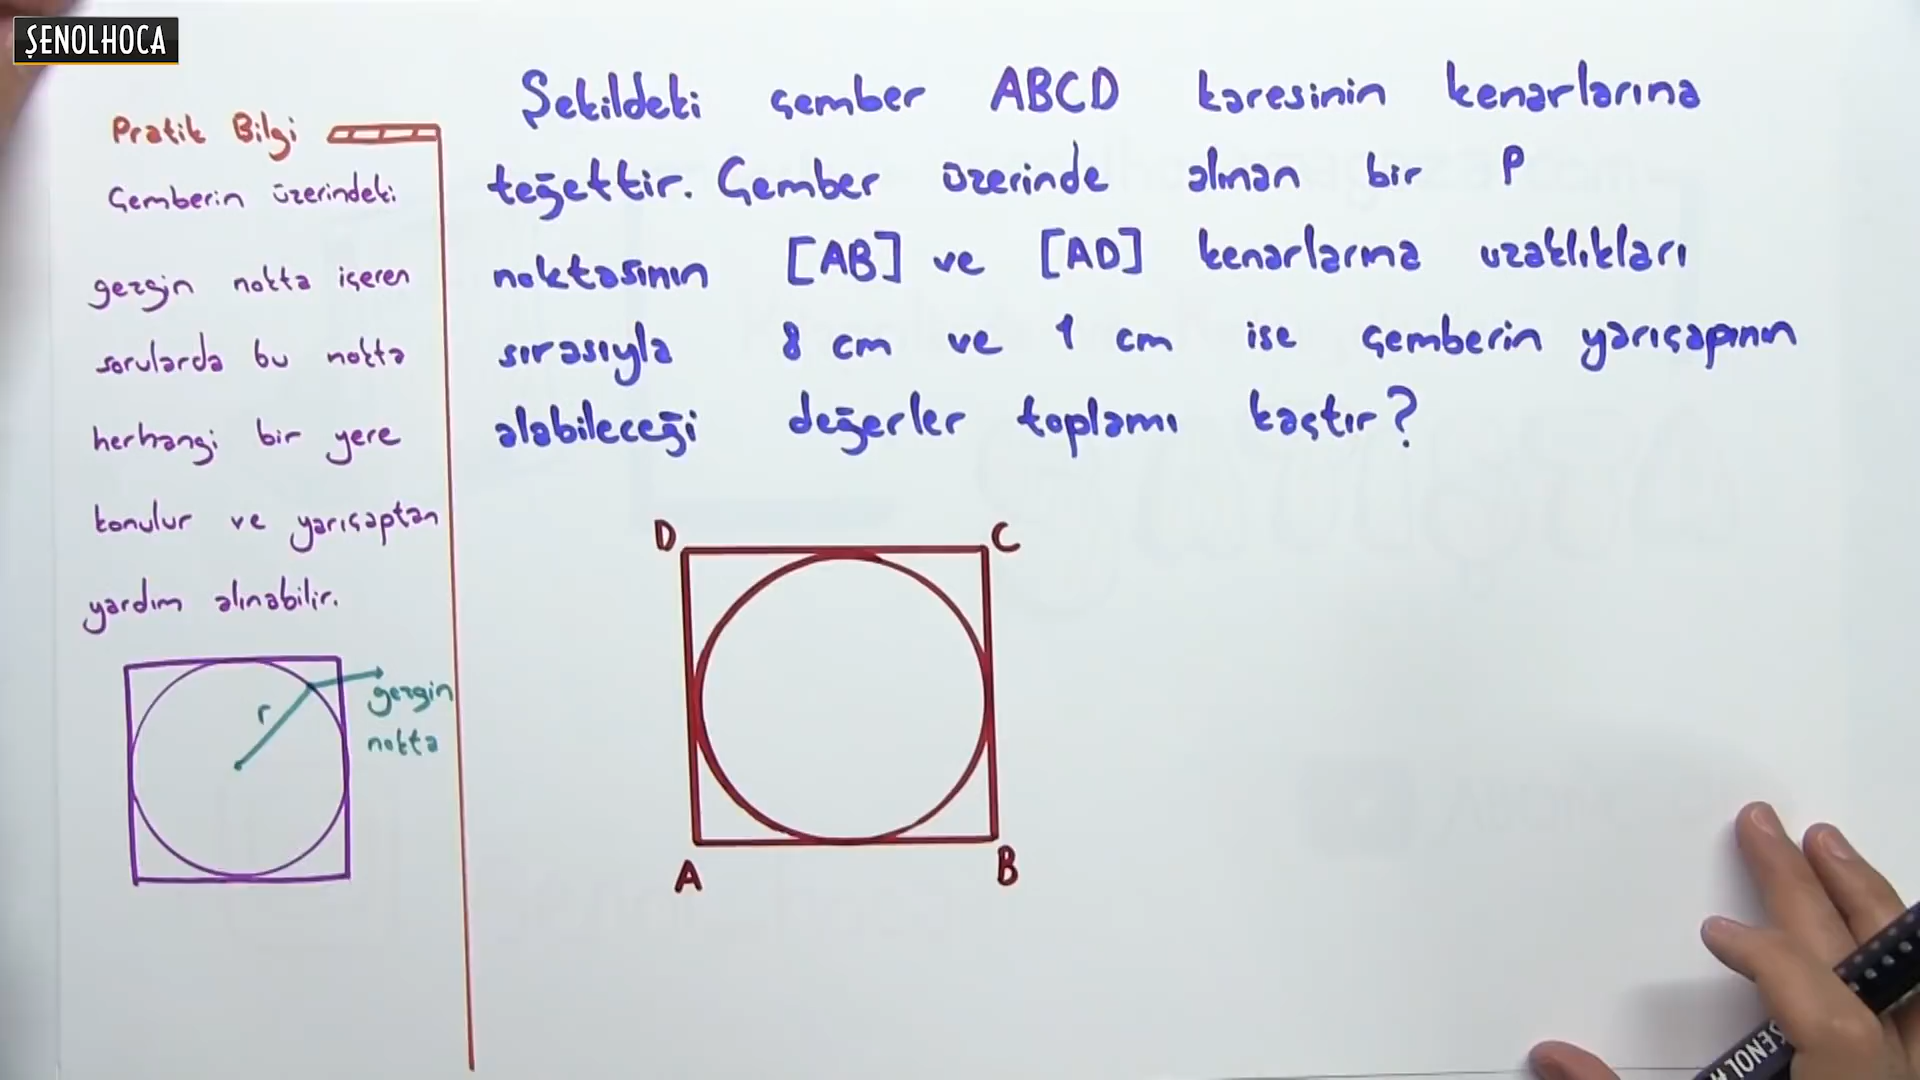 ŞENOLHOCA
Pratik Bilgi
Çemberin üzerindeki
gezgin nokta içeren
sorularda bu nokta
herhangi bir yere
konulur ve yarıçaptan
yardım alınabilir.
r
gezgin
nokta
Şekildeki çember ABCD karesinin kenarlarına
teğettir. Çember üzerinde alınan bir P
noktasının [AB] ve [AD] kenarlarına uzaklıkları
sırasıyla 8 cm ve 1 cm ise çemberin yarıçapının
alabileceği değerler toplamı kaçtır?
D C
A B